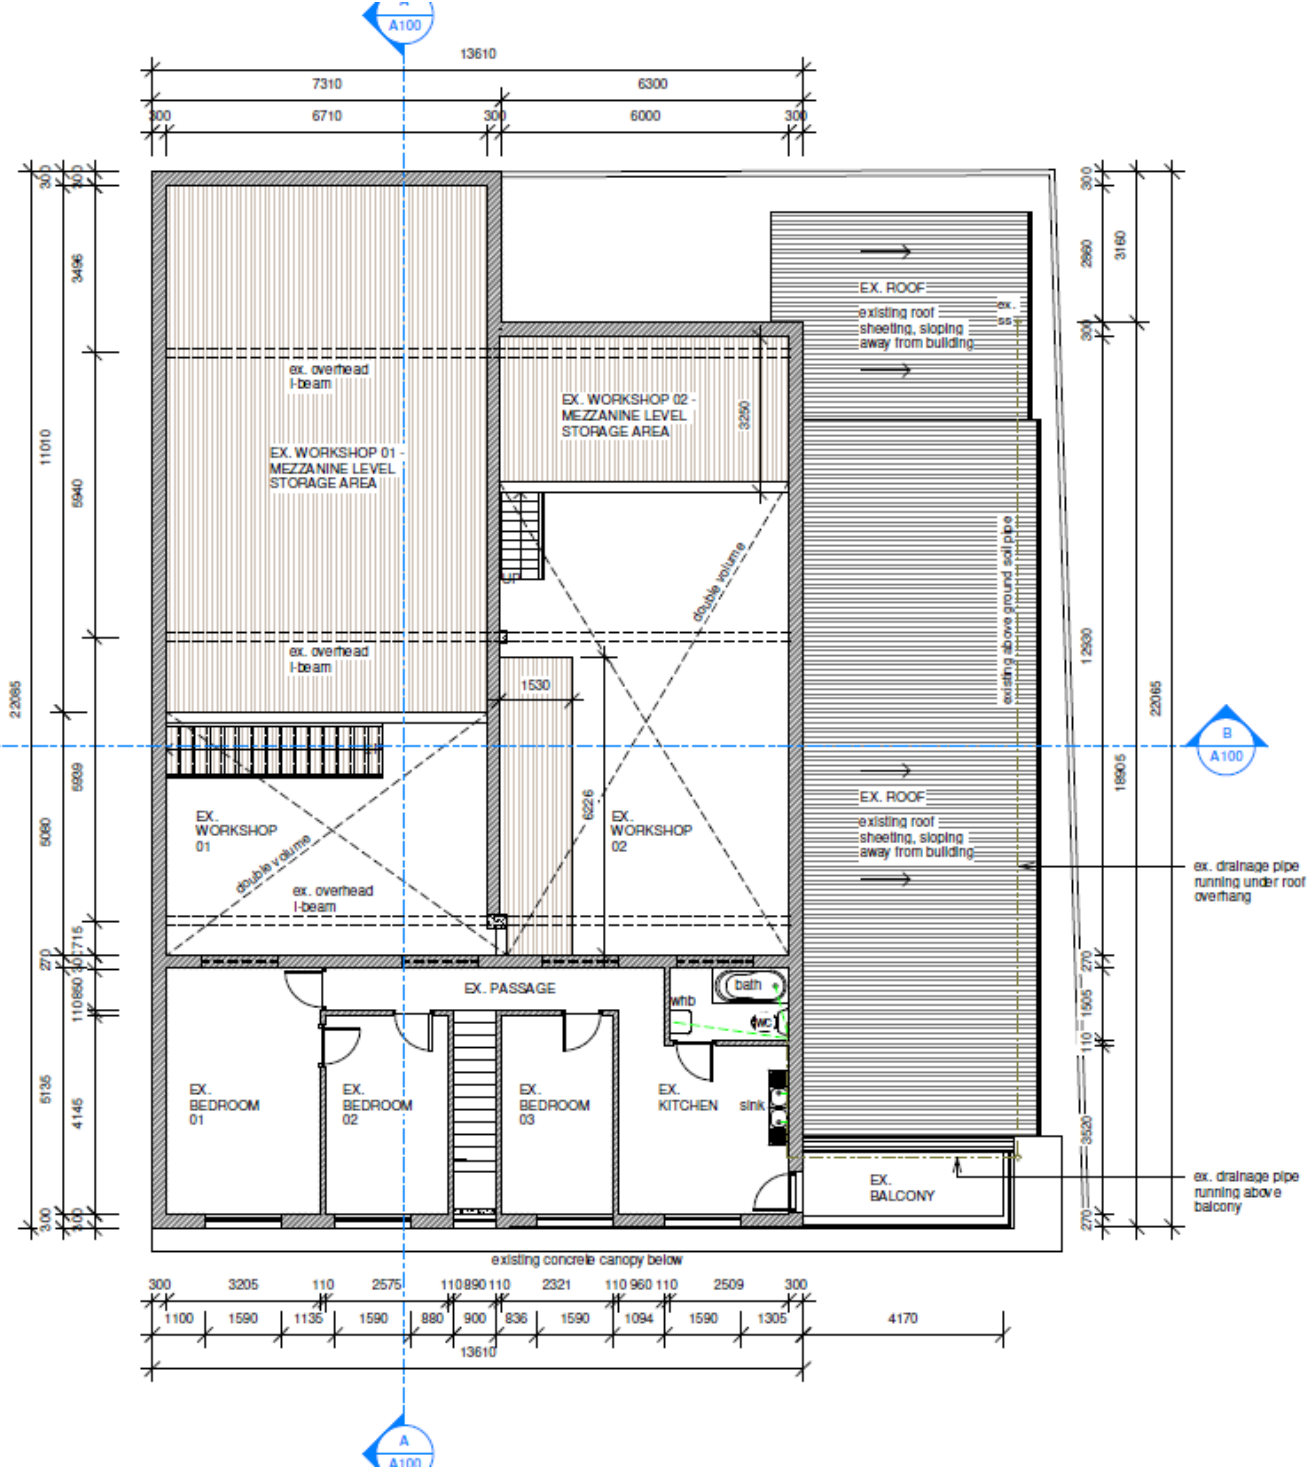 A
A100
13610
7310 6300
300 6710 300 6000 300
300 300
3496
11010
5940
22085
5939
5080
715
270
110 860
5135
4145
300 300
ex. overhead
I-beam
EX. WORKSHOP 01 -
MEZZANINE LEVEL
STORAGE AREA
ex. overhead
I-beam
EX. WORKSHOP 02 -
MEZZANINE LEVEL
STORAGE AREA
3250
UP
double volume
1530
6226
EX.
WORKSHOP
01
double volume
ex. overhead
I-beam
EX.
WORKSHOP
02
EX. ROOF
existing roof
sheeting, sloping
away from building
ex.
ss
existing above ground soil pipe
EX. ROOF
existing roof
sheeting, sloping
away from building
300
2860
3160
300
12930
22065
18905
270
1505
110
3520
270
B
A100
ex. drainage pipe
running under roof
overhang
EX. PASSAGE
bath
whb
wc
EX.
BEDROOM
01
EX.
BEDROOM
02
EX.
BEDROOM
03
EX.
KITCHEN
sink
EX.
BALCONY
ex. drainage pipe
running above
balcony
existing concrete canopy below
300 3205 110 2575 110 890 110 2321 110 960 110 2509 300
1100 1590 1135 1590 880 900 836 1590 1094 1590 1305 4170
13610
A
A100